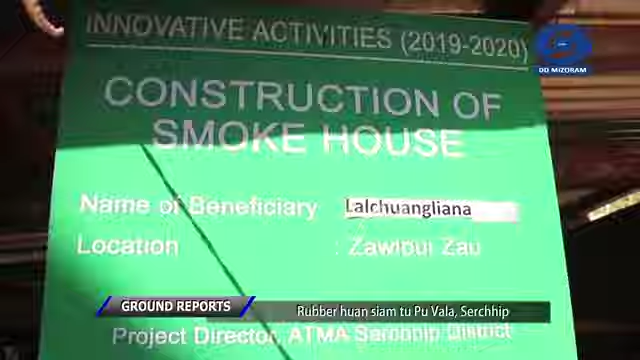 INNOVATIVE ACTIVITIES (2019-2020)
DD MIZORAM
CONSTRUCTION OF
SMOKE HOUSE
Name of Beneficiary Lalchuangliana
Location : Zawlpui Zau
GROUND REPORTS
Rubber huan siam tu Pu Vala, Serchhip
Project Director, ATMA Serchhip District